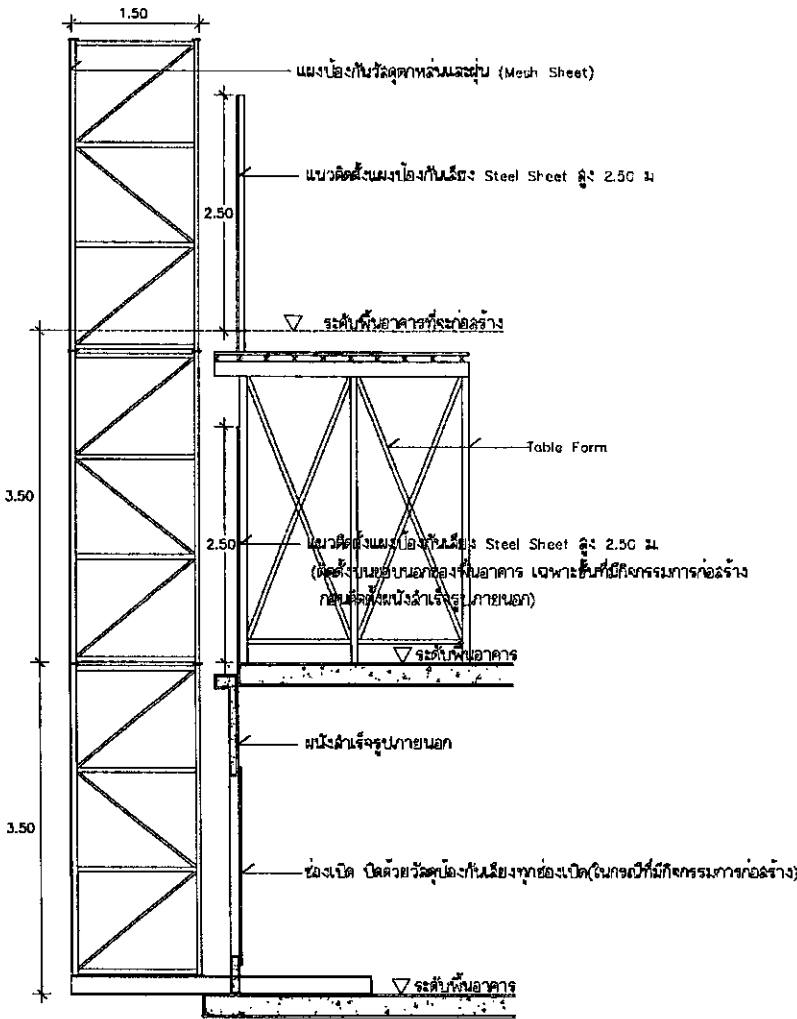 1.50
แผงป้องกันวัสดุตกหล่นและฝุ่น (Mesh Sheet)
แนวติดตั้งแผงป้องกันเสียง Steel Sheet สูง 2.50 ม
2.50
ระดับพื้นอาคารที่จะก่อสร้าง
Table Form
3.50
2.50
แนวติดตั้งแผงป้องกันเสียง Steel Sheet สูง 2.50 ม.
(ติดตั้งบนขอบนอกของพื้นอาคาร เฉพาะชั้นที่มีกิจกรรมการก่อสร้าง
ก่อนติดตั้งผนังสำเร็จรูปภายนอก)
ระดับพื้นอาคาร
ผนังสำเร็จรูปภายนอก
3.50
ช่องเปิด ปิดด้วยวัสดุป้องกันเสียงทุกช่องเปิด(ในกรณีที่มีกิจกรรมการก่อสร้าง)
ระดับพื้นอาคาร